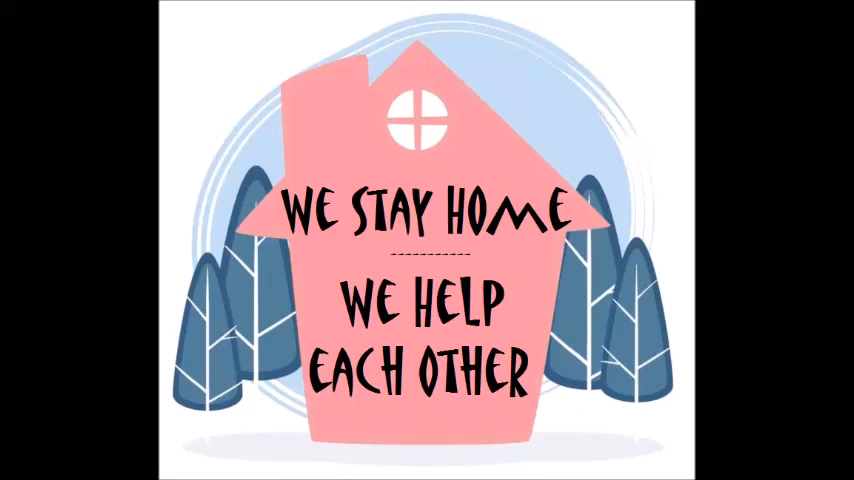 WE STAY HOME
-----------
WE HELP
EACH OTHER